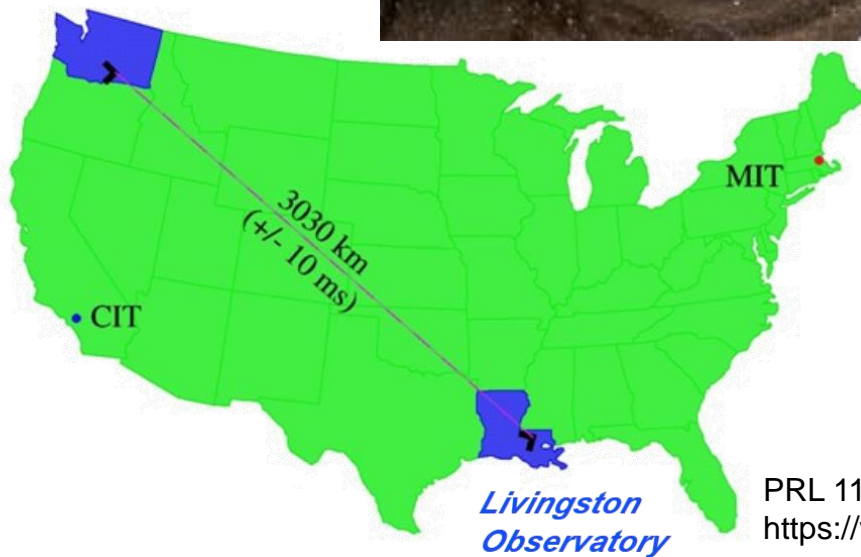 MIT
3030 km
(+/- 10 ms)
CIT
Livingston
Observatory
PRL 11
https://